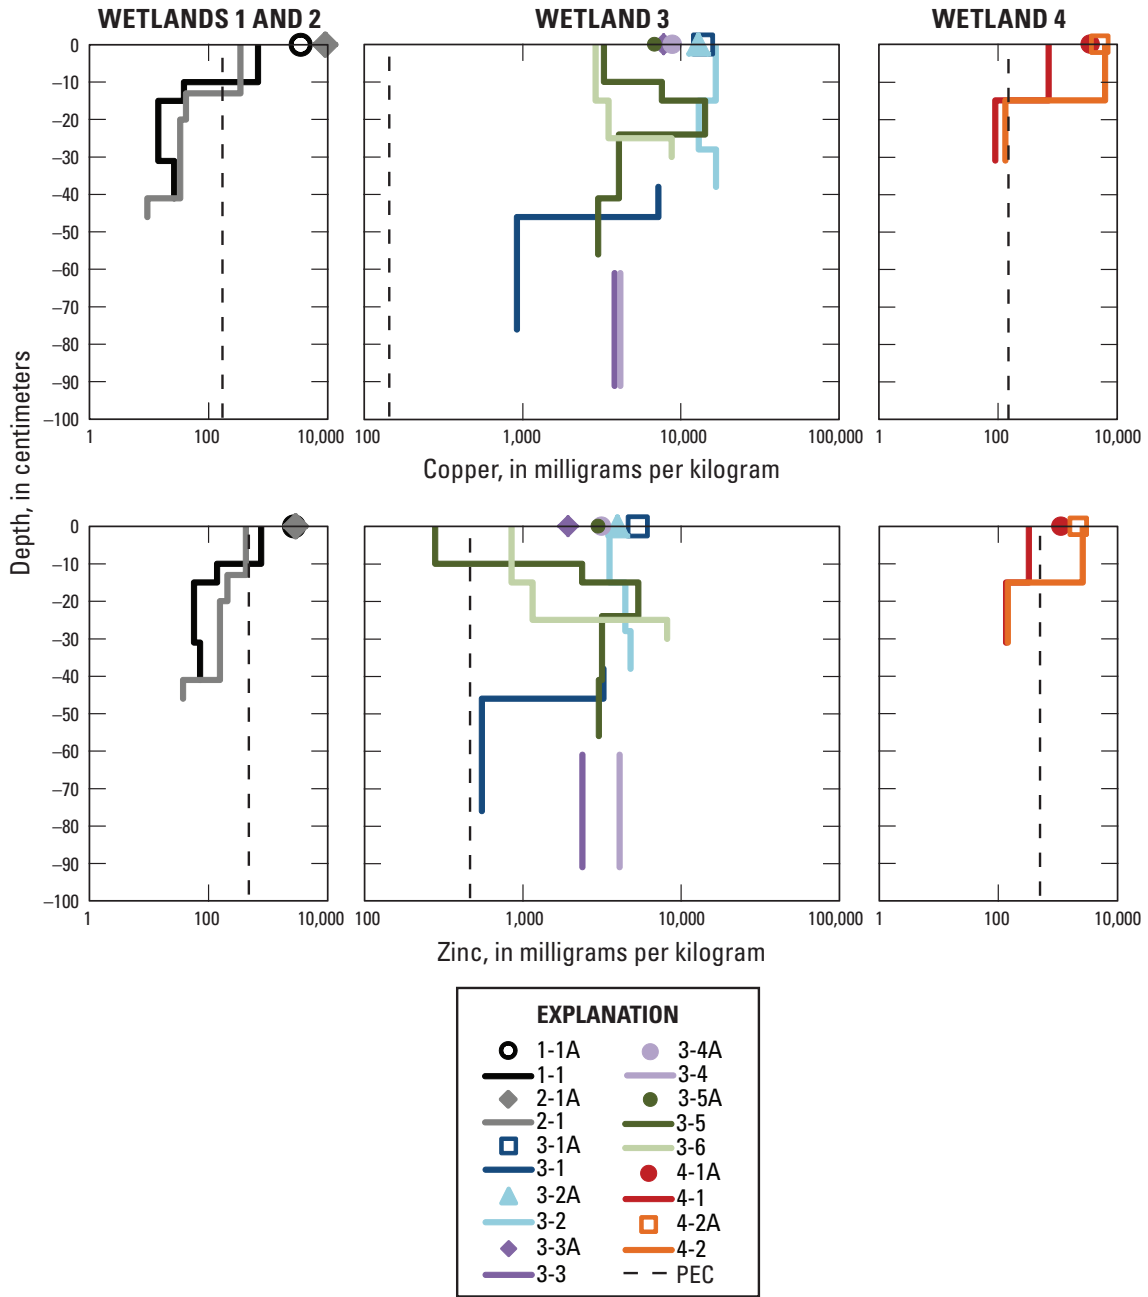 WETLANDS 1 AND 2
WETLAND 3
WETLAND 4
Depth, in centimeters
0
–10
–20
–30
–40
–50
–60
–70
–80
–90
–100
1 100 10,000
100 1,000 10,000 100,000
1 100 10,000
Copper, in milligrams per kilogram
0
–10
–20
–30
–40
–50
–60
–70
–80
–90
–100
1 100 10,000
100 1,000 10,000 100,000
1 100 10,000
Zinc, in milligrams per kilogram
EXPLANATION
1-1A
1-1
2-1A
2-1
3-1A
3-1
3-2A
3-2
3-3A
3-3
3-4A
3-4
3-5A
3-5
3-6
4-1A
4-1
4-2A
4-2
PEC